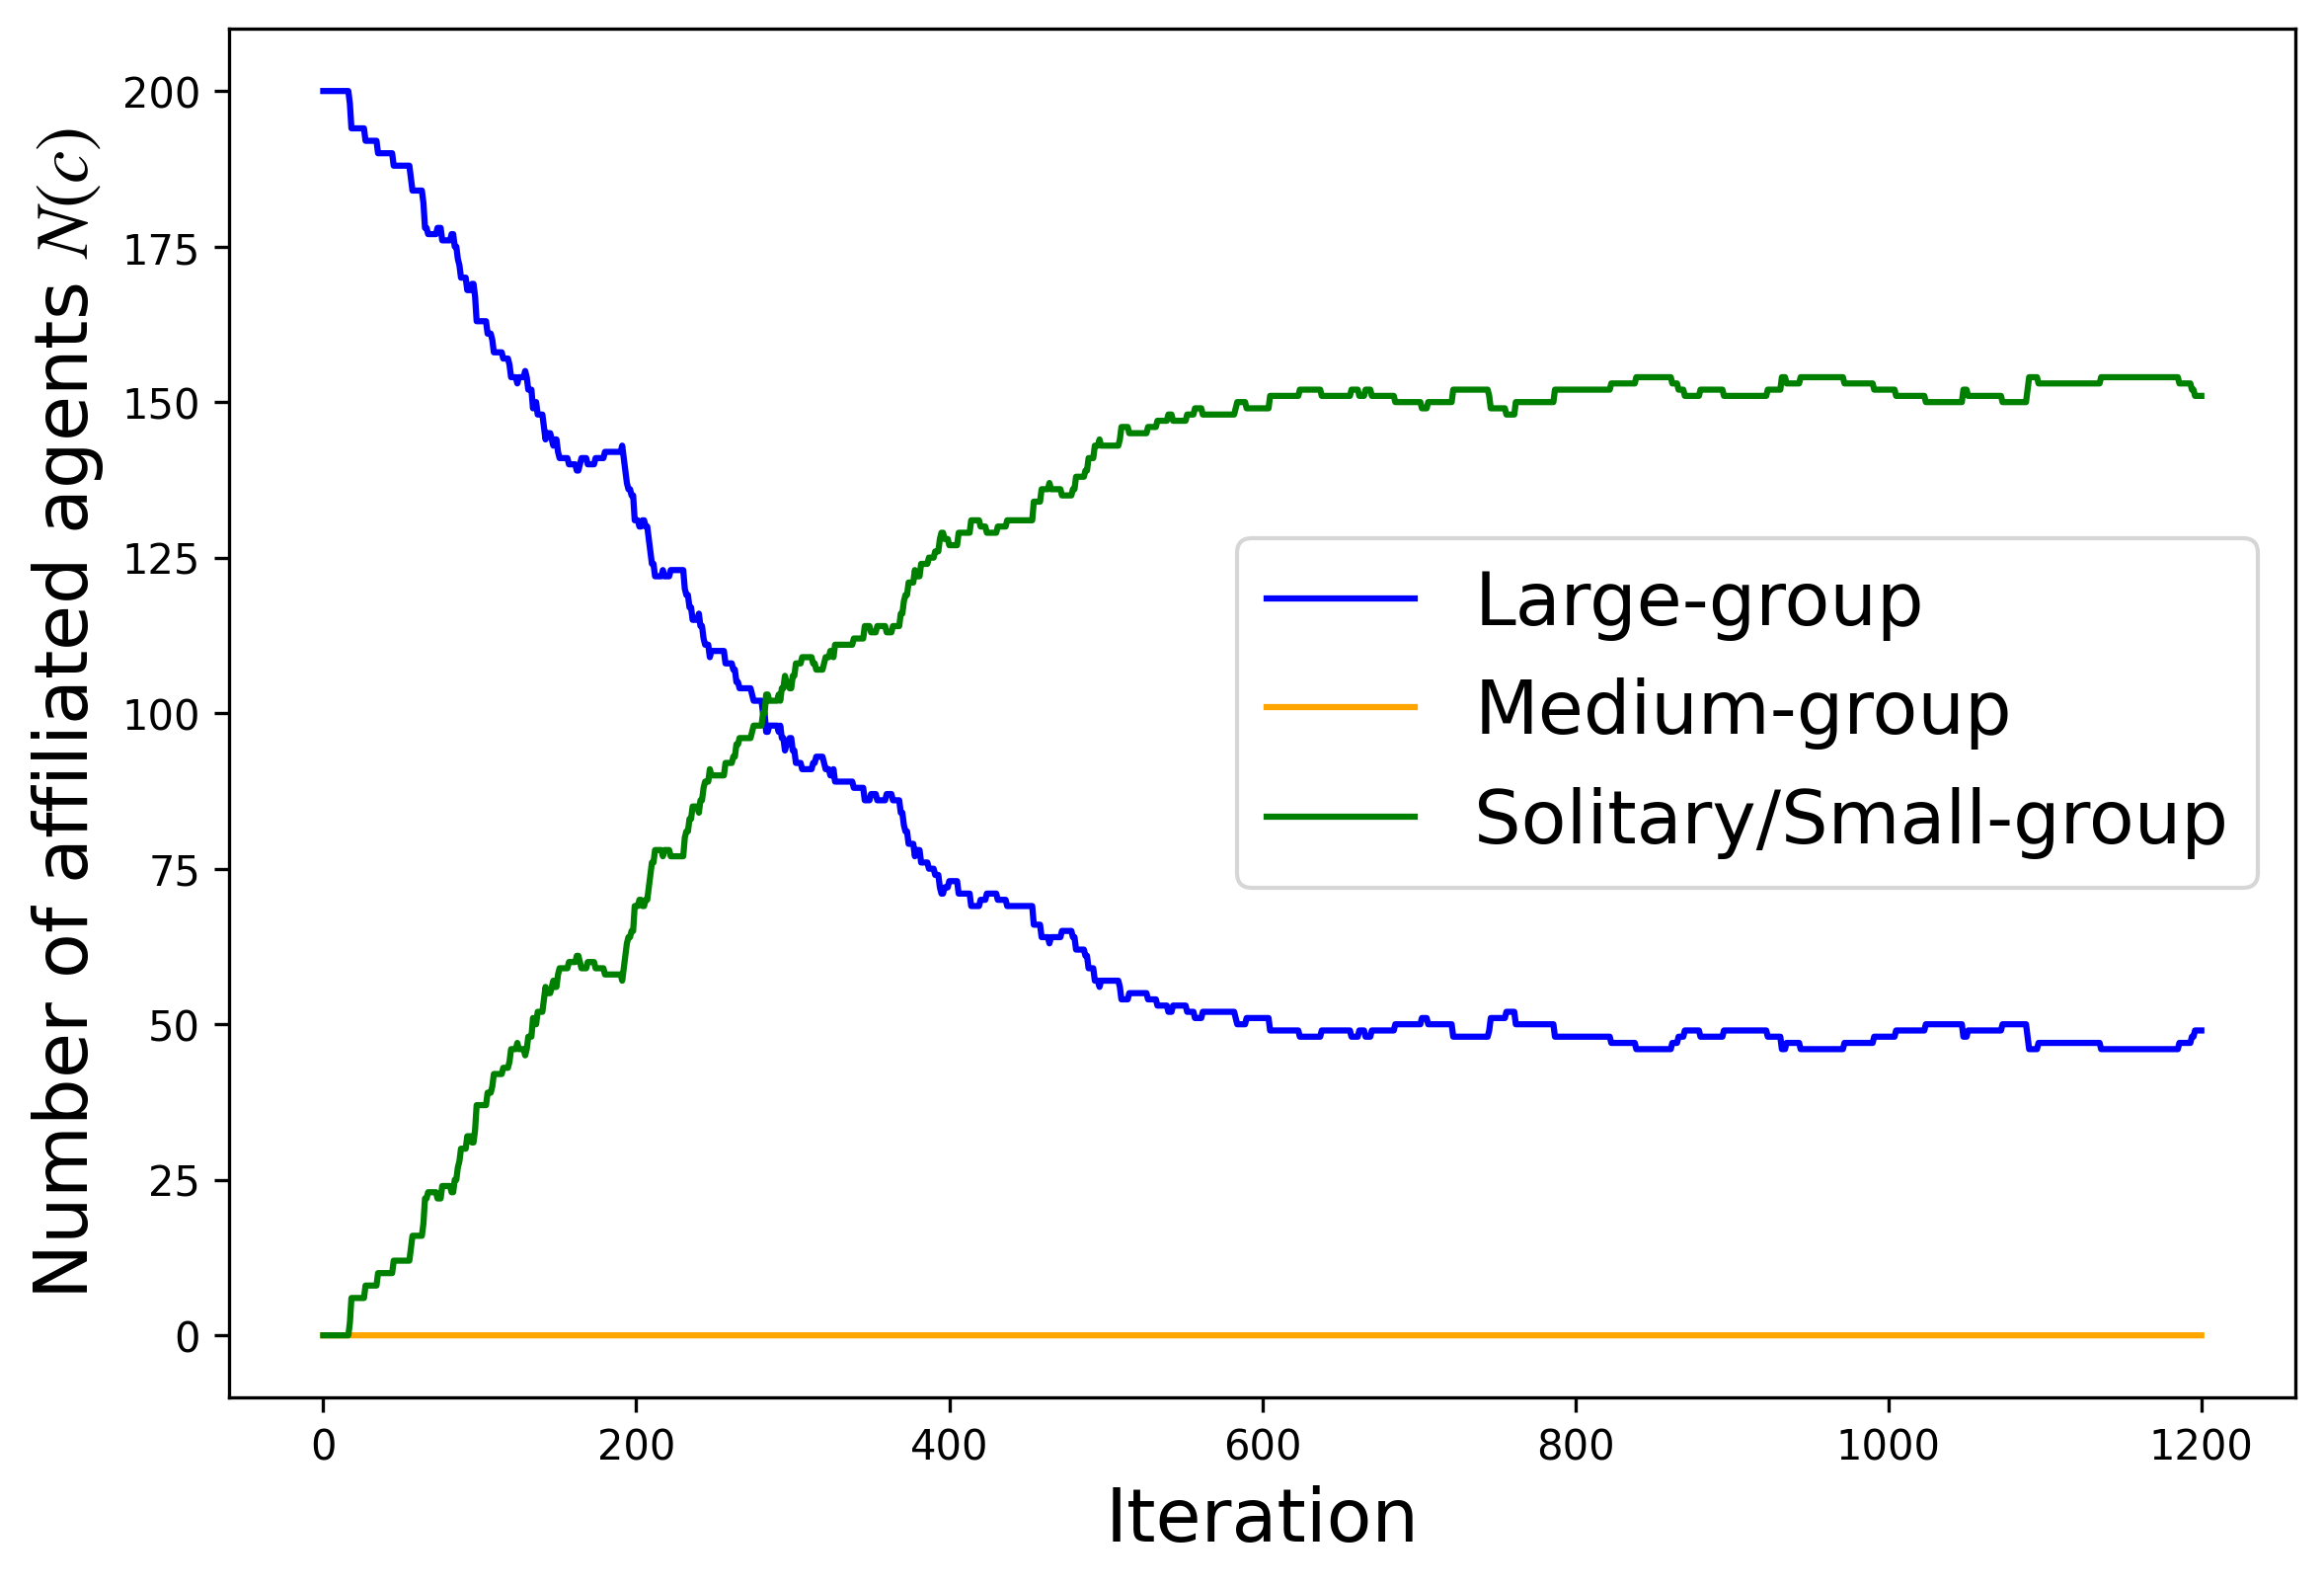 Number of affiliated agents N(c)
200
175
150
125
100
75
50
25
0
Large-group
Medium-group
Solitary/Small-group
0 200 400 600 800 1000 1200
Iteration